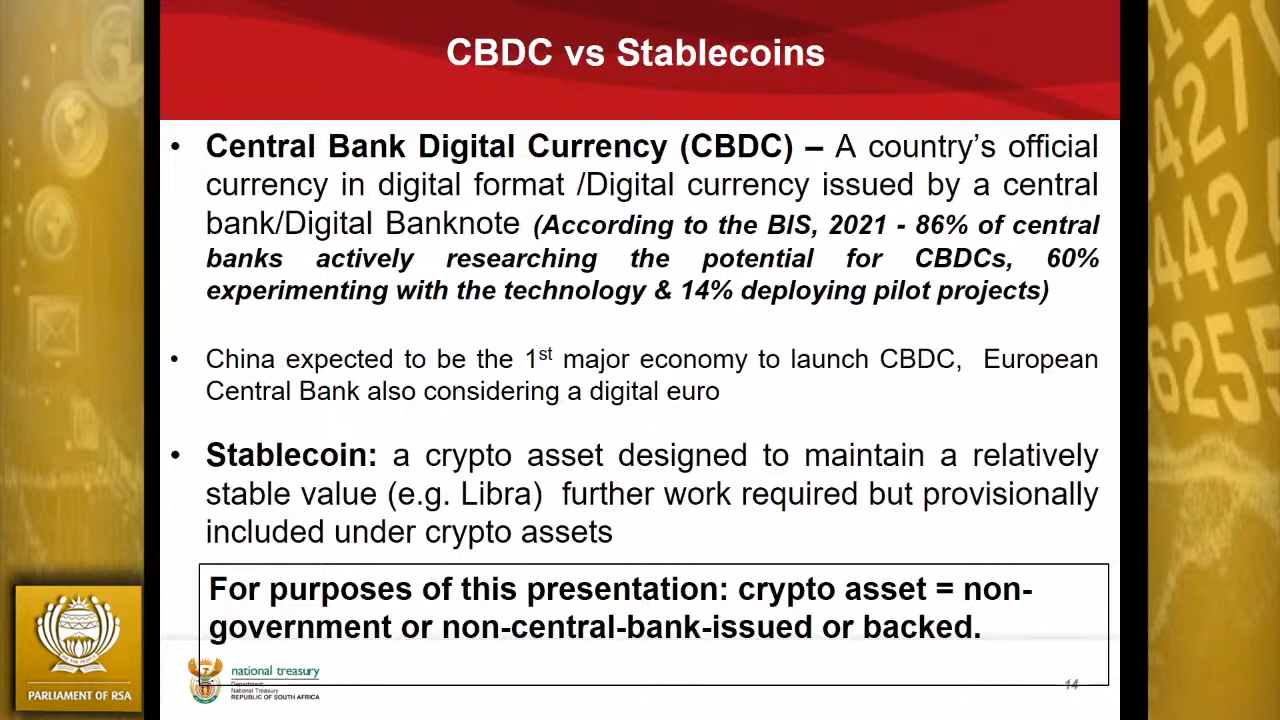 CBDC vs Stablecoins
• Central Bank Digital Currency (CBDC) – A country’s official
currency in digital format /Digital currency issued by a central
bank/Digital Banknote (According to the BIS, 2021 - 86% of central
banks actively researching the potential for CBDCs, 60%
experimenting with the technology & 14% deploying pilot projects)
• China expected to be the 1st major economy to launch CBDC, European
Central Bank also considering a digital euro
• Stablecoin: a crypto asset designed to maintain a relatively
stable value (e.g. Libra) further work required but provisionally
included under crypto assets
For purposes of this presentation: crypto asset = non-
government or non-central-bank-issued or backed.
national treasury
Department:
National Treasury
REPUBLIC OF SOUTH AFRICA
14
PARLIAMENT OF RSA